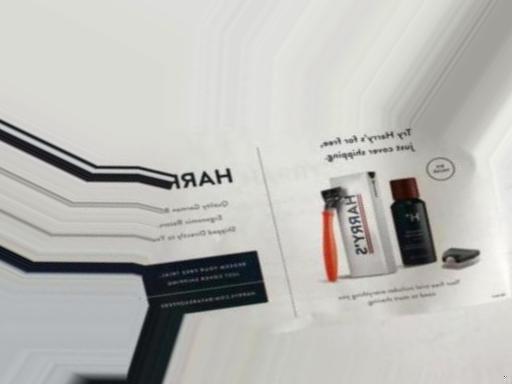 HARR
Quality German
Ergonomic
Shipped Directly to
REDEEM YOUR FREE TRIAL
JUST COVER SHIPPING
Try Harry's for free,
just cover shipping.
HARRY'S
H
Your free trial includes everything you
need to start shaving.